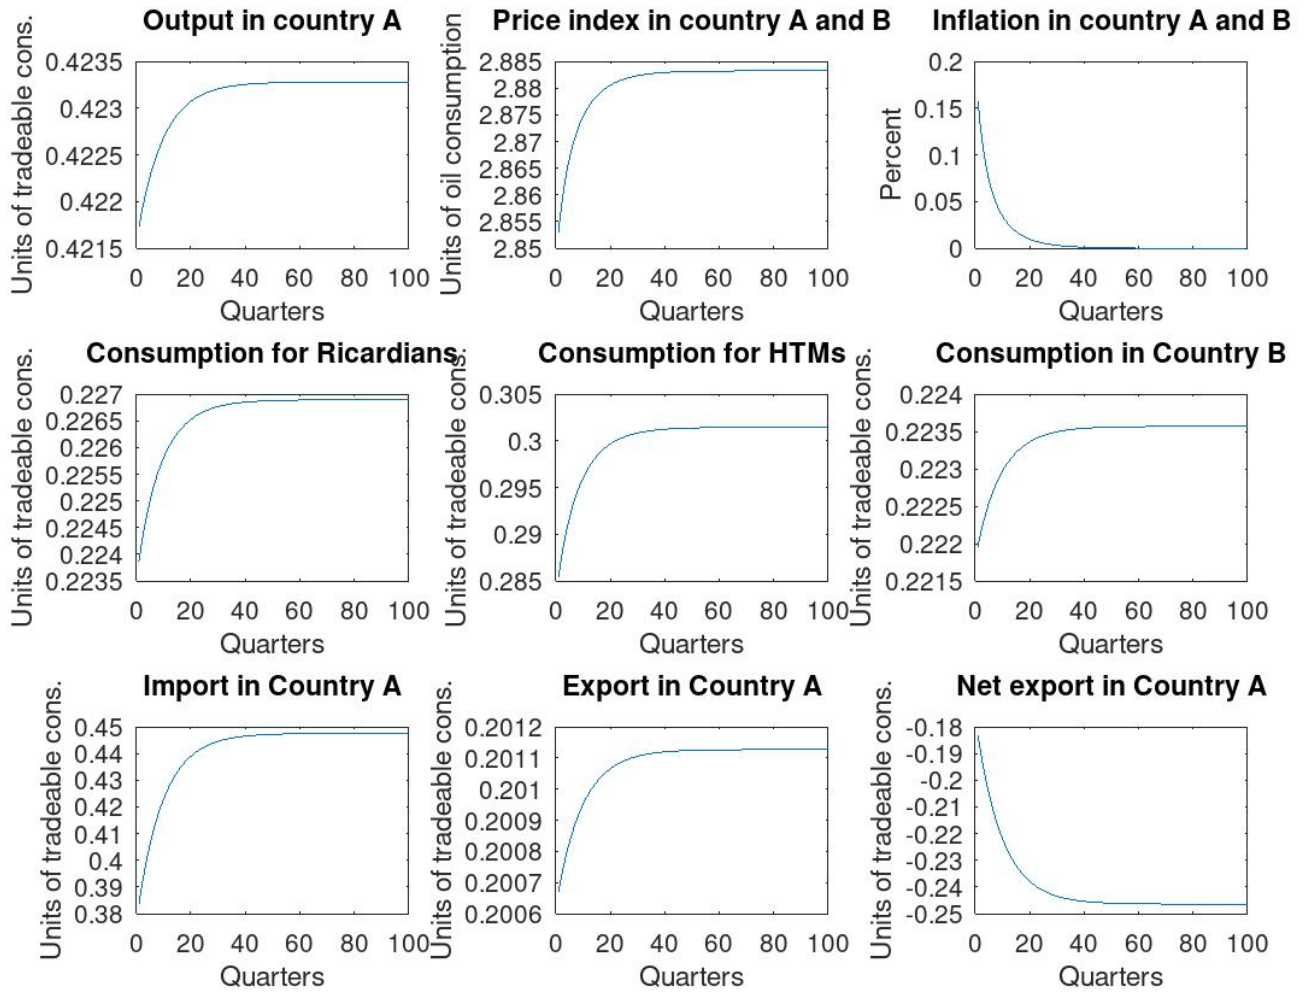 Output in country A
Units of tradeable cons.
0.4235
0.423
0.4225
0.422
0.4215
0 20 40 60 80 100
Quarters
Price index in country A and B
Units of oil consumption
2.885
2.88
2.875
2.87
2.865
2.86
2.855
2.85
0 20 40 60 80 100
Quarters
Inflation in country A and B
Percent
0.2
0.15
0.1
0.05
0
0 20 40 60 80 100
Quarters
Consumption for Ricardians
Units of tradeable cons.
0.227
0.2265
0.226
0.2255
0.225
0.2245
0.224
0.2235
0 20 40 60 80 100
Quarters
Consumption for HTMs
Units of tradeable cons.
0.305
0.3
0.295
0.29
0.285
0 20 40 60 80 100
Quarters
Consumption in Country B
Units of tradeable cons.
0.224
0.2235
0.223
0.2225
0.222
0.2215
0 20 40 60 80 100
Quarters
Import in Country A
Units of tradeable cons.
0.45
0.44
0.43
0.42
0.41
0.4
0.39
0.38
0 20 40 60 80 100
Quarters
Export in Country A
Units of tradeable cons.
0.2012
0.2011
0.201
0.2009
0.2008
0.2007
0.2006
0 20 40 60 80 100
Quarters
Net export in Country A
Units of tradeable cons.
-0.18
-0.19
-0.2
-0.21
-0.22
-0.23
-0.24
-0.25
0 20 40 60 80 100
Quarters